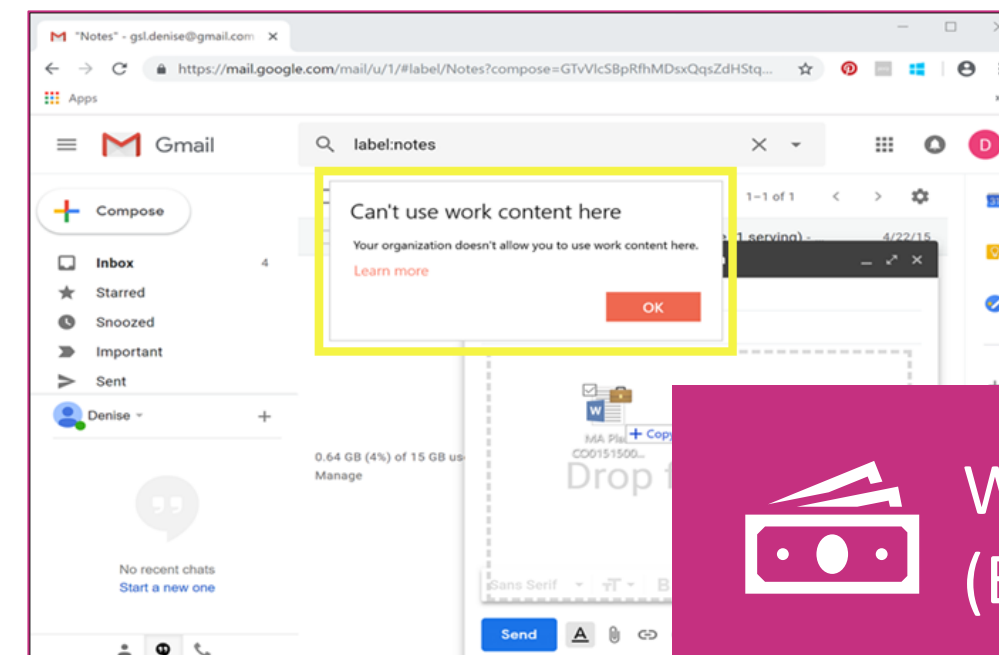 "Notes" - gsl.denise@gmail.com
https://mail.google.com/mail/u/1/#label/Notes?compose=GTvVlcSBpRfhMDsxQqsZdHStq...
Apps
Gmail
label:notes
D
Compose
1–1 of 1
Can't use work content here
Your organization doesn't allow you to use work content here.
Learn more
OK
1 serving) -
4/22/15
Inbox 4
Starred
Snoozed
Important
Sent
Denise
W
MA
+ Copy
CO0151500...
Drop
0.64 GB (4%) of 15 GB
Manage
No recent chats
Start a new one
Sans Serif
B
Send
A
W
(E